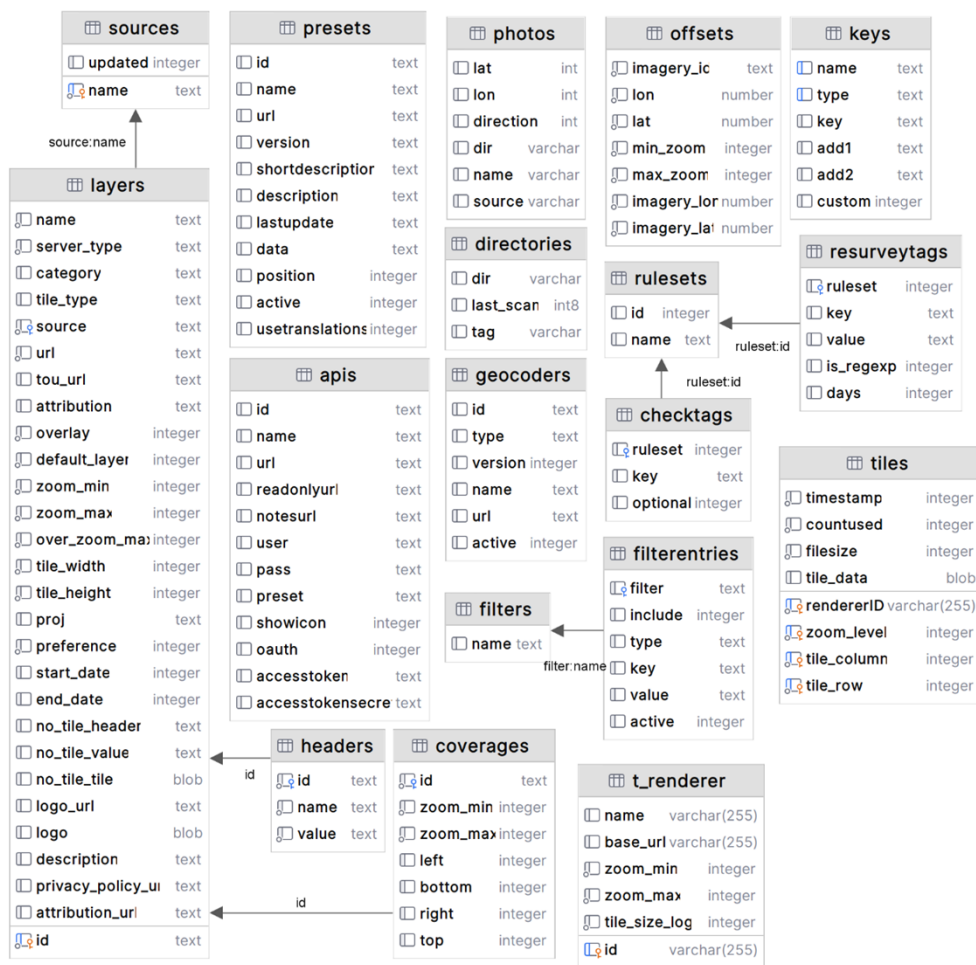 sources
updated integer
name text
source:name
layers
name text
server_type text
category text
tile_type text
source text
url text
tou_url text
attribution text
overlay integer
default_layer integer
zoom_min integer
zoom_max integer
over_zoom_max integer
tile_width integer
tile_height integer
proj text
preference integer
start_date integer
end_date integer
no_tile_header text
no_tile_value text
no_tile_tile blob
logo_url text
logo blob
description text
privacy_policy_u text
attribution_url text
id text
presets
id text
name text
url text
version text
shortdescription text
description text
lastupdate text
data text
position integer
active integer
usetranslations integer
apis
id text
name text
url text
readonlyurl text
notesurl text
user text
pass text
preset text
showicon integer
oauth integer
accesstoken text
accesstokensecre text
id
headers
id text
name text
value text
id
coverages
id text
zoom_min integer
zoom_max integer
left integer
bottom integer
right integer
top integer
photos
lat int
lon int
direction int
dir varchar
name varchar
source varchar
directories
dir varchar
last_scan int8
tag varchar
geocoders
id text
type text
version integer
name text
url text
active integer
filters
name text
filter:name
filterentries
filter text
include integer
type text
key text
value text
active integer
offsets
imagery_id text
lon number
lat number
min_zoom integer
max_zoom integer
imagery_lon number
imagery_lat number
rulesets
id integer
name text
ruleset:id
ruleset:id
checktags
ruleset integer
key text
optional integer
keys
name text
type text
key text
add1 text
add2 text
custom integer
resurveytags
ruleset integer
key text
value text
is_regexp integer
days integer
tiles
timestamp integer
countused integer
filesize integer
tile_data blob
rendererID varchar(255)
zoom_level integer
tile_column integer
tile_row integer
t_renderer
name varchar(255)
base_url varchar(255)
zoom_min integer
zoom_max integer
tile_size_log integer
id varchar(255)